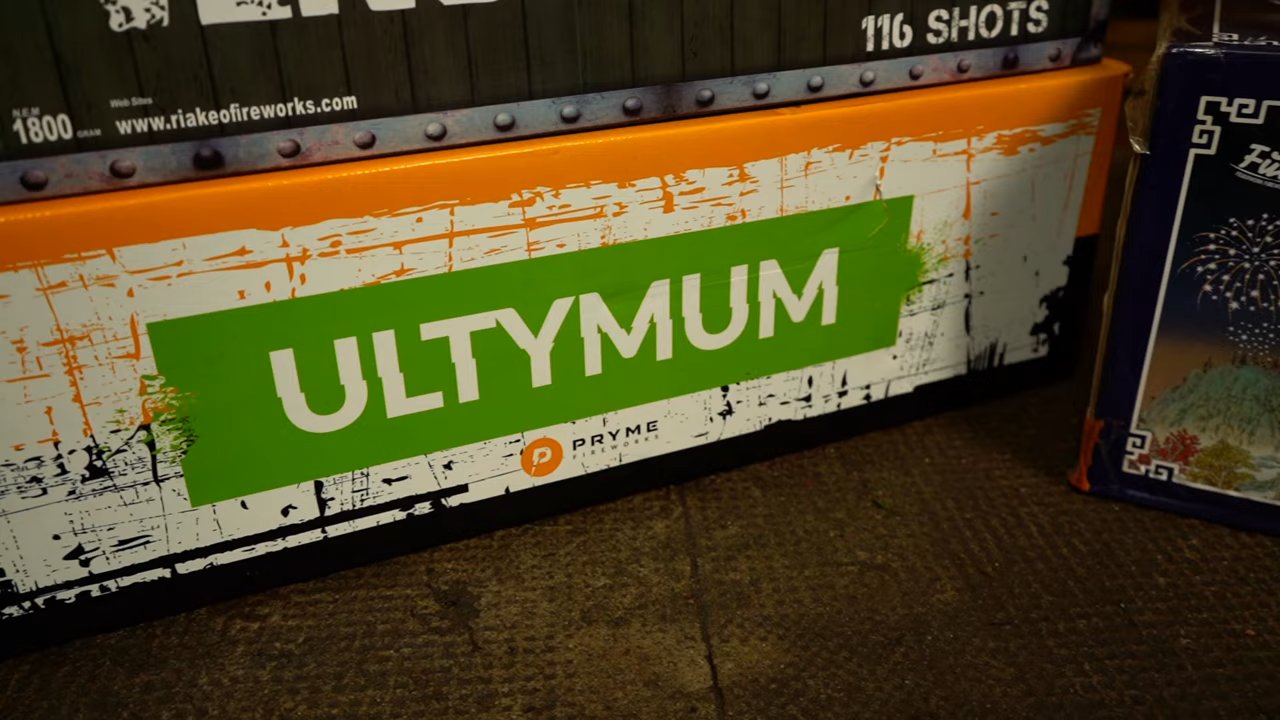 116 SHOTS
N.E.M
1800 GRAM
Web Sites
www.riakeofireworks.com
ULTYMUM
PRYME
FIREWORKS